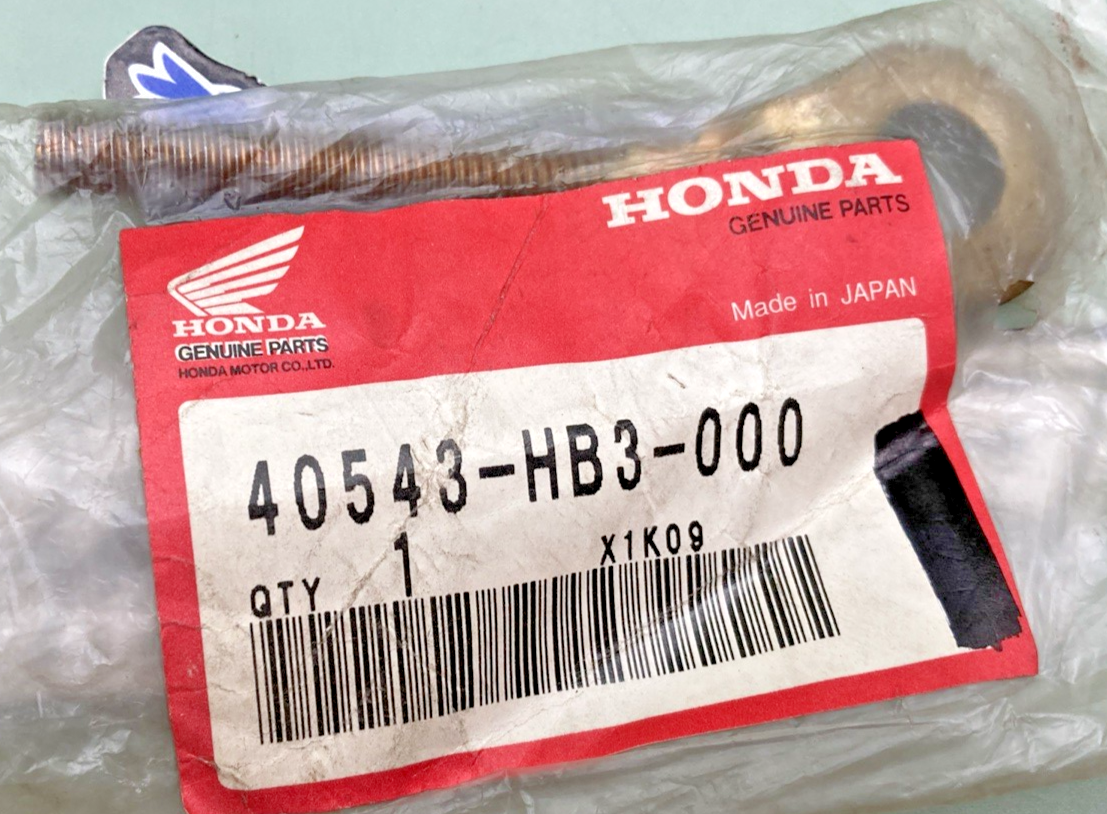 HONDA
GENUINE PARTS
Made in JAPAN
HONDA
GENUINE PARTS
HONDA MOTOR CO.,LTD.
40543-HB3-000
QTY 1 X1K09